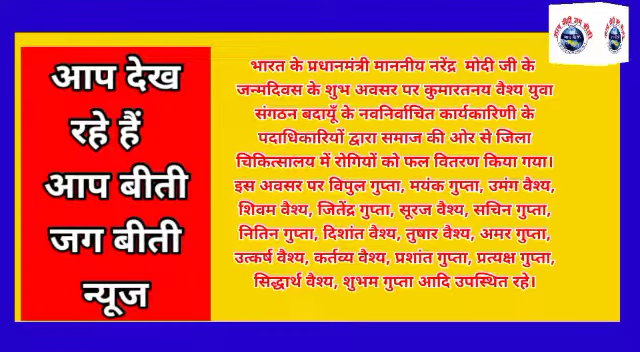 आप देख
रहे हैं
आप बीती
जग बीती
न्यूज
भारत के प्रधानमंत्री माननीय नरेंद्र मोदी जी के
जन्मदिवस के शुभ अवसर पर कुमारतनय वैश्य युवा
संगठन बदायूँ के नवनिर्वाचित कार्यकारिणी के
पदाधिकारियों द्वारा समाज की ओर से जिला
चिकित्सालय में रोगियों को फल वितरण किया गया।
इस अवसर पर विपुल गुप्ता, मयंक गुप्ता, उमंग वैश्य,
शिवम वैश्य, जितेंद्र गुप्ता, सूरज वैश्य, सचिन गुप्ता,
नितिन गुप्ता, दिशांत वैश्य, तुषार वैश्य, अमर गुप्ता,
उत्कर्ष वैश्य, कर्तव्य वैश्य, प्रशांत गुप्ता, प्रत्यक्ष गुप्ता,
सिद्धार्थ वैश्य, शुभम गुप्ता आदि उपस्थित रहे।